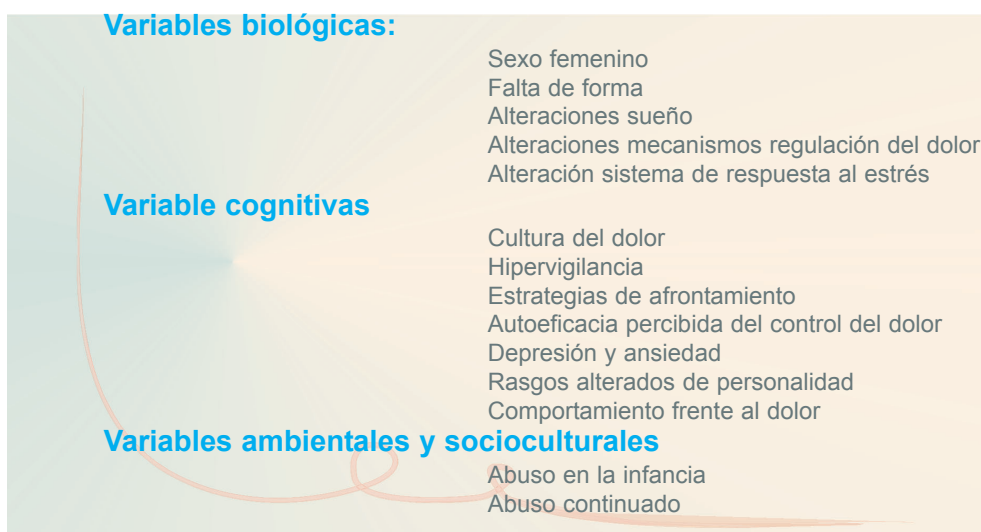 Variables biológicas:
Sexo femenino
Falta de forma
Alteraciones sueño
Alteraciones mecanismos regulación del dolor
Alteración sistema de respuesta al estrés
Variable cognitivas
Cultura del dolor
Hipervigilancia
Estrategias de afrontamiento
Autoeficacia percibida del control del dolor
Depresión y ansiedad
Rasgos alterados de personalidad
Comportamiento frente al dolor
Variables ambientales y socioculturales
Abuso en la infancia
Abuso continuado